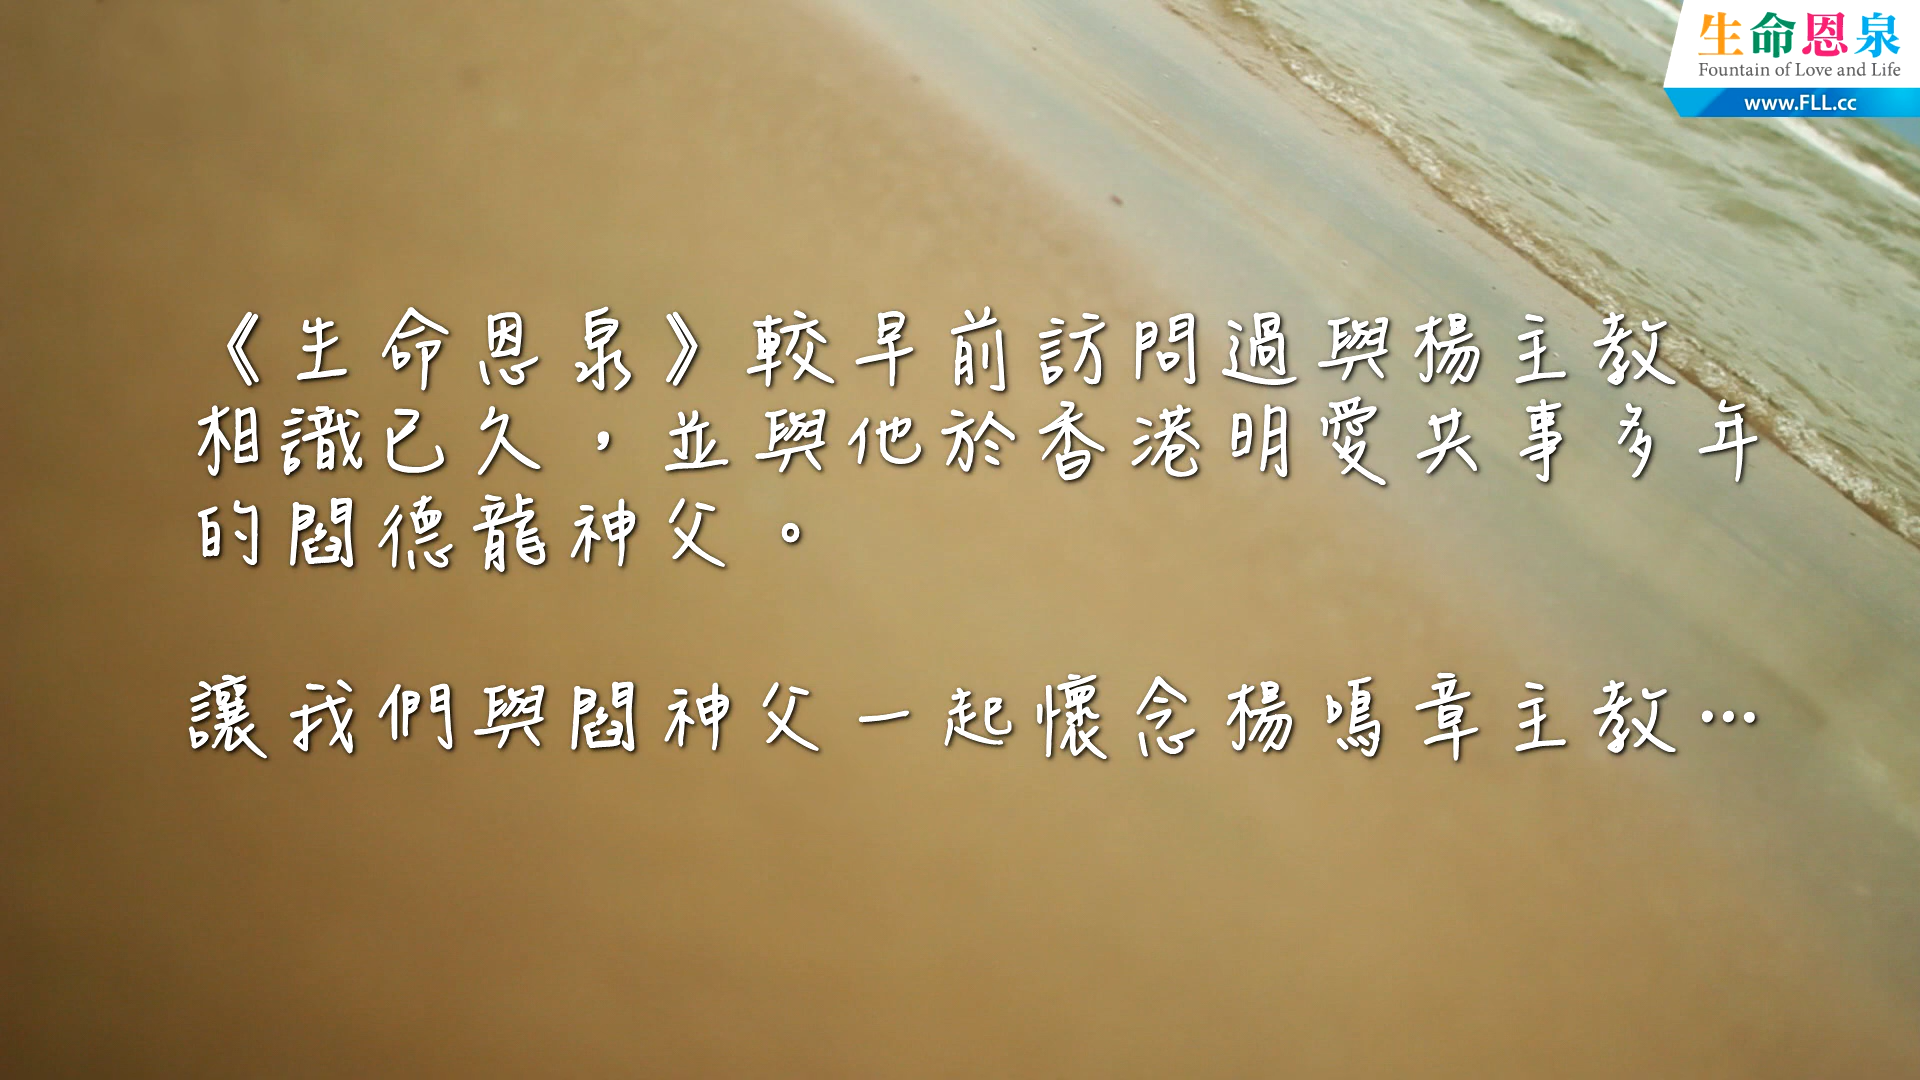 生命恩泉
Fountain of Love and Life
www.FLL.cc
《生命恩泉》較早前訪問過與楊主教
相識已久，並與他於香港明愛共事多年
的閻德龍神父。
讓我們與閻神父一起懷念楊鳴章主教…